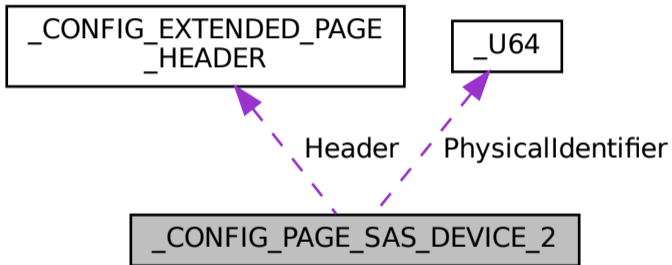 _CONFIG_EXTENDED_PAGE
_HEADER
_U64
Header
PhysicalIdentifier
_CONFIG_PAGE_SAS_DEVICE_2